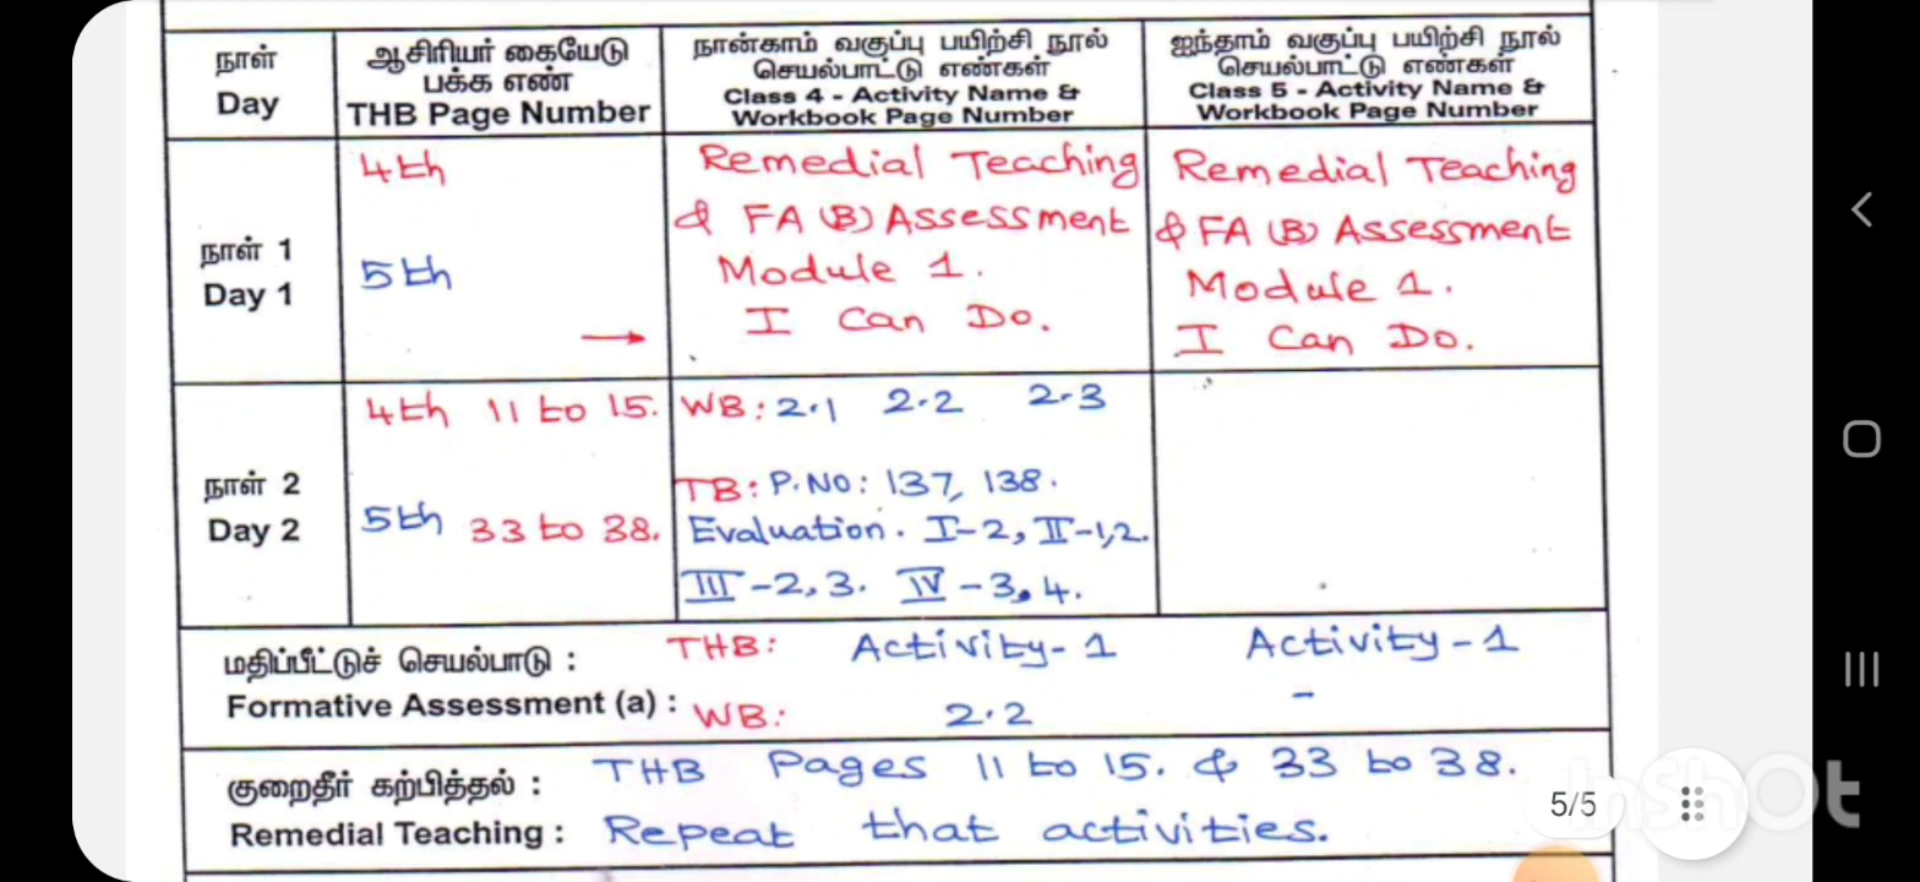 நாள்
Day
ஆசிரியர் கையேடு
பக்க எண்
THB Page Number
நான்காம் வகுப்பு பயிற்சி நூல்
செயல்பாட்டு எண்கள்
Class 4 - Activity Name &
Workbook Page Number
ஐந்தாம் வகுப்பு பயிற்சி நூல்
செயல்பாட்டு எண்கள்
Class 5 - Activity Name &
Workbook Page Number
நாள் 1
Day 1
4th
5th
→
Remedial Teaching
& FA (B) Assessment
Module 1.
I Can Do.
Remedial Teaching
& FA (B) Assessment
Module 1.
I Can Do.
நாள் 2
Day 2
4th 11 to 15.
5th 33 to 38.
WB: 2.1 2.2 2.3
TB: P.No: 137, 138.
Evaluation. I-2, II-1,2.
III-2,3. IV-3,4.
மதிப்பீட்டுச் செயல்பாடு : THB: Activity-1 Activity-1
Formative Assessment (a) : WB: 2.2 -
குறைதீர் கற்பித்தல் : THB Pages 11 to 15. & 33 to 38.
Remedial Teaching : Repeat that activities.
5/5
InShOt